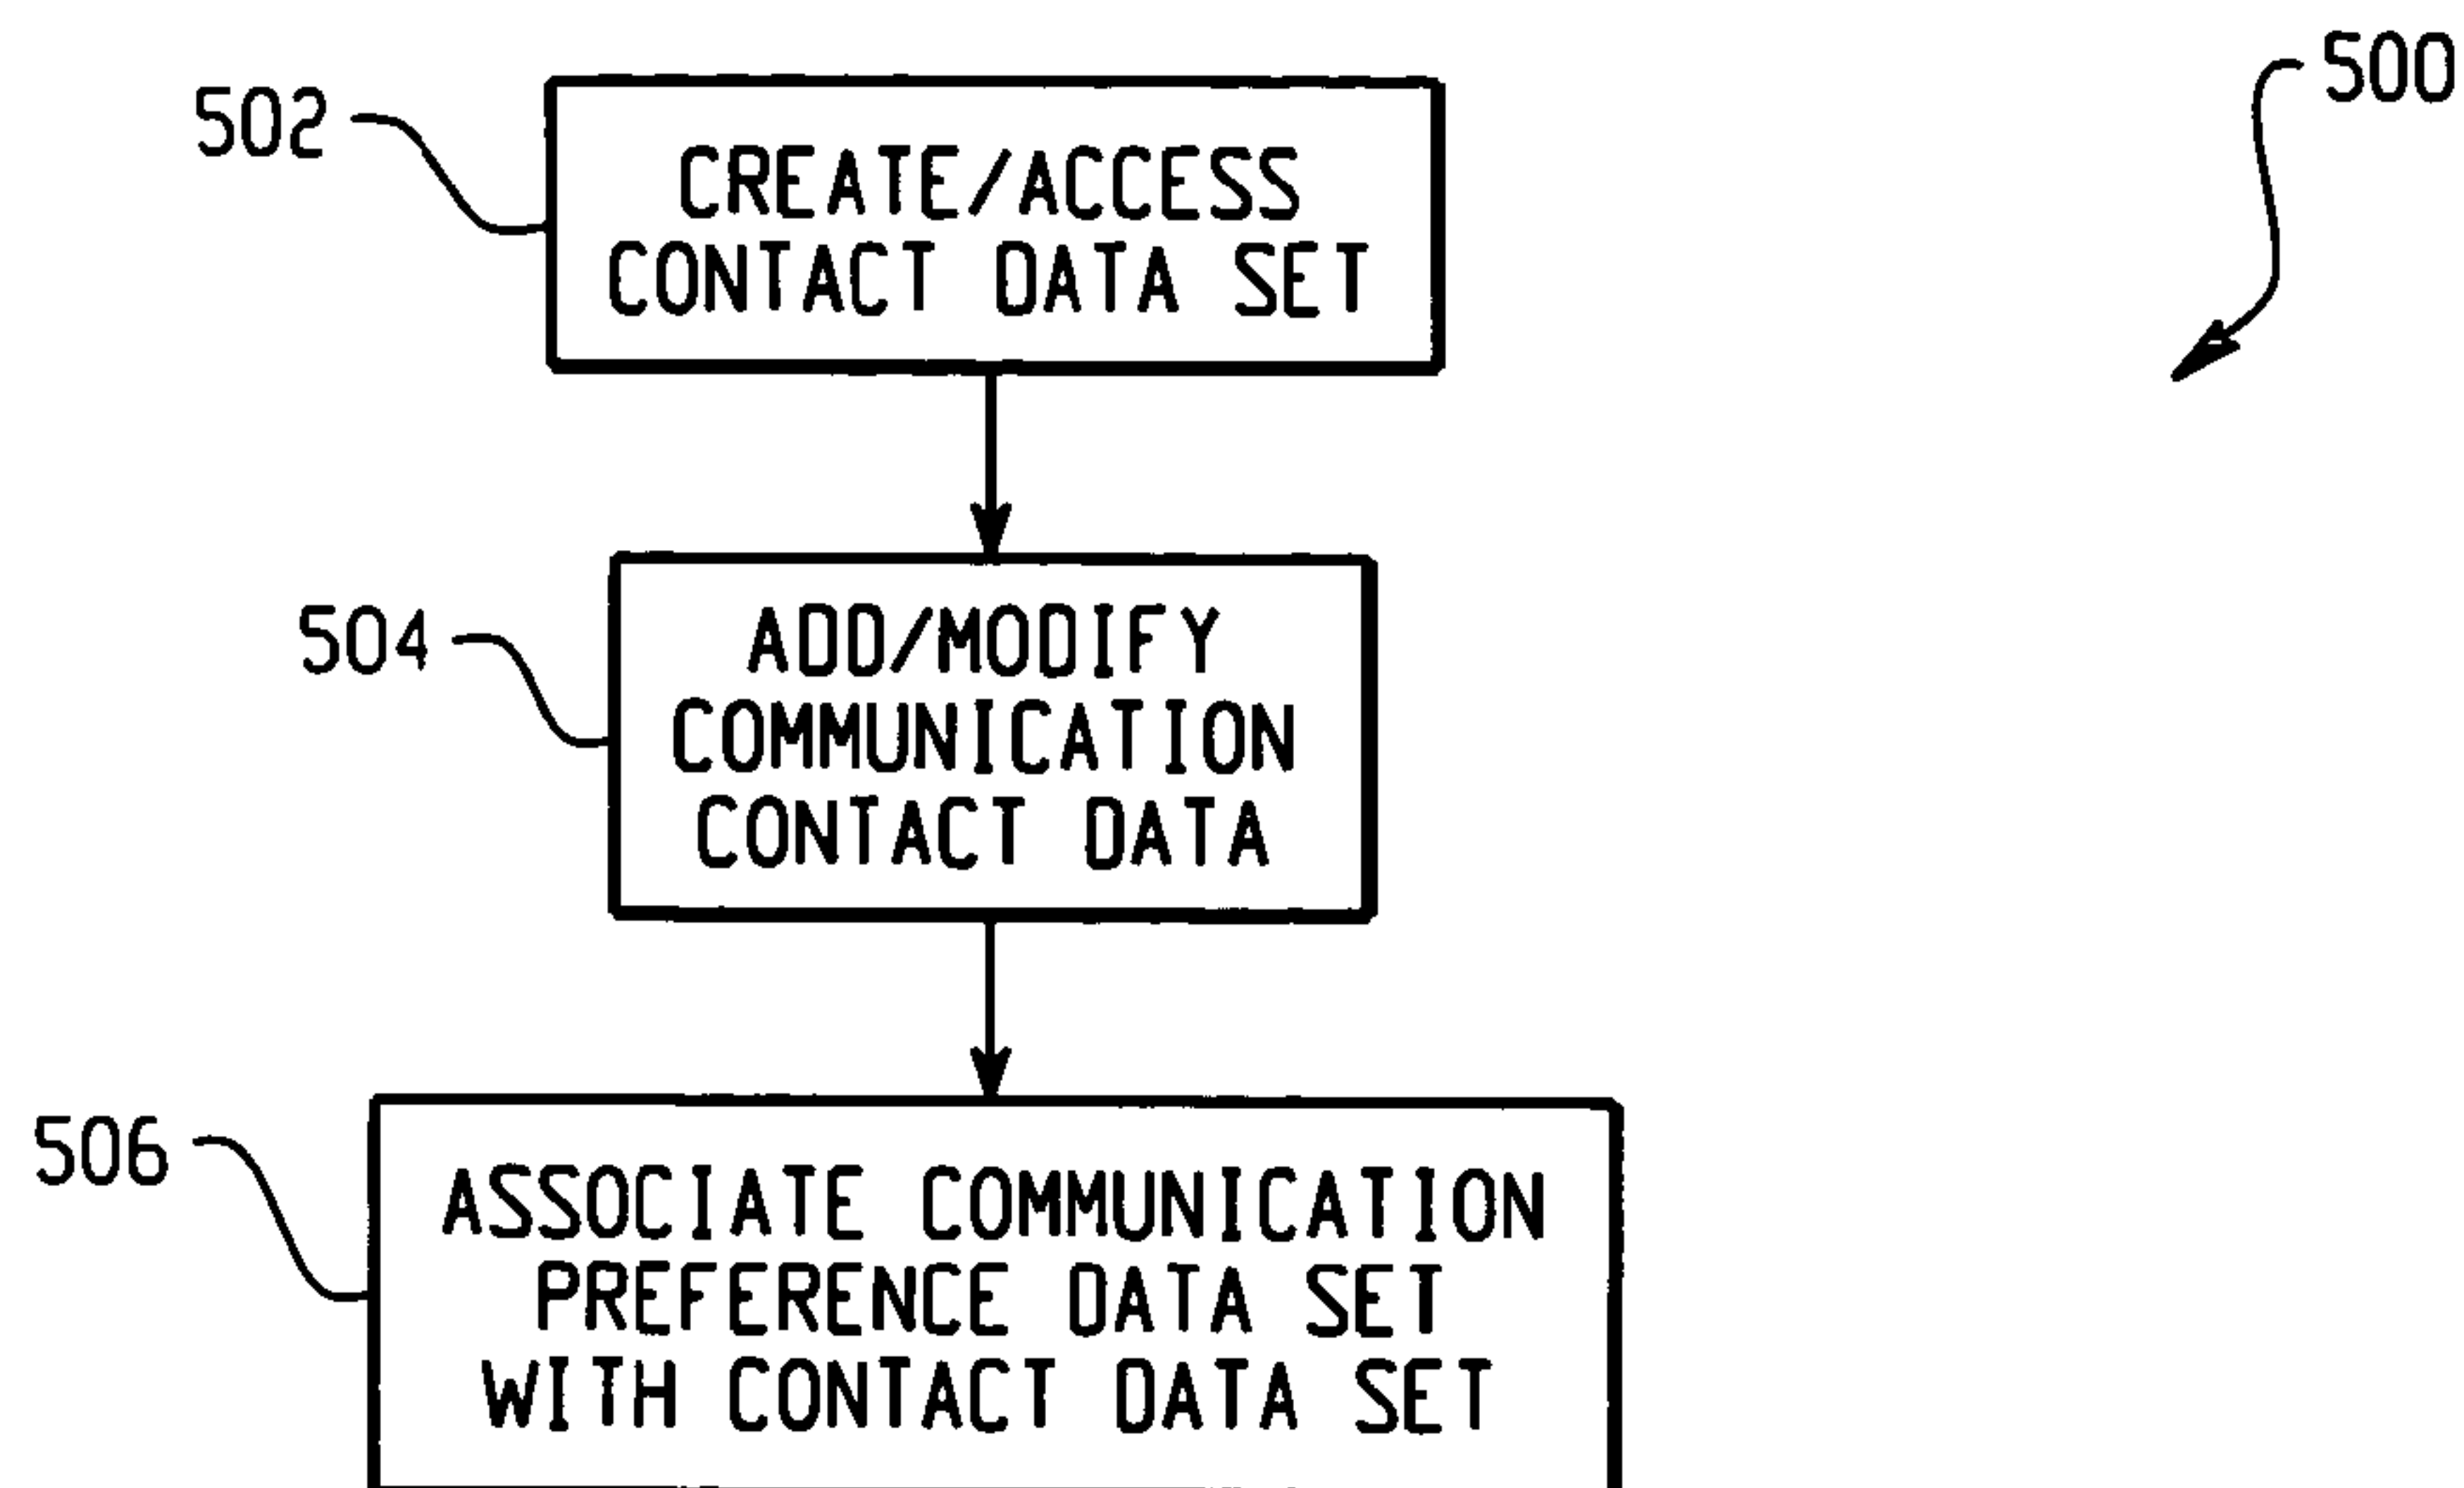 500
502
CREATE/ACCESS
CONTACT DATA SET
504
ADD/MODIFY
COMMUNICATION
CONTACT DATA
506
ASSOCIATE COMMUNICATION
PREFERENCE DATA SET
WITH CONTACT DATA SET